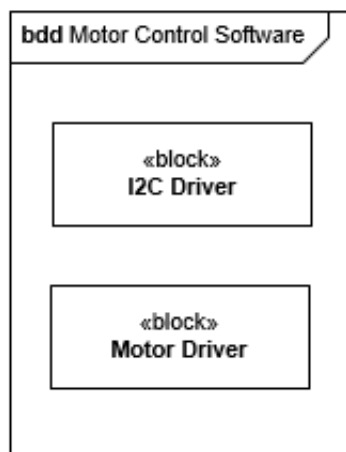 bdd Motor Control Software
«block»
I2C Driver
«block»
Motor Driver